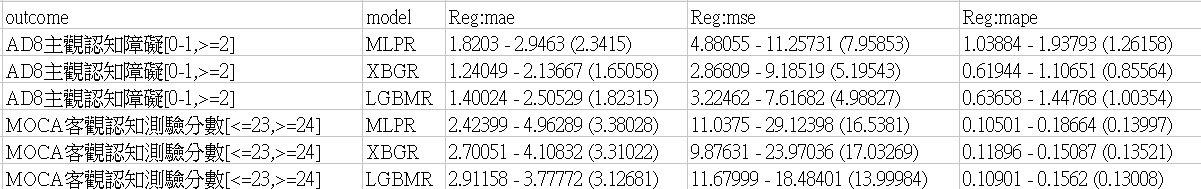 outcome model Reg:mae Reg:mse Reg:mape
AD8主觀認知障礙[0-1,>=2] MLPR 1.8203 - 2.9463 (2.3415) 4.88055 - 11.25731 (7.95853) 1.03884 - 1.93793 (1.26158)
AD8主觀認知障礙[0-1,>=2] XBGR 1.24049 - 2.13667 (1.65058) 2.86809 - 9.18519 (5.19543) 0.61944 - 1.10651 (0.85564)
AD8主觀認知障礙[0-1,>=2] LGBMR 1.40024 - 2.50529 (1.82315) 3.22462 - 7.61682 (4.98827) 0.63658 - 1.44768 (1.00354)
MOCA客觀認知測驗分數[<=23,>=24] MLPR 2.42399 - 4.96289 (3.38028) 11.0375 - 29.12398 (16.5381) 0.10501 - 0.18664 (0.13997)
MOCA客觀認知測驗分數[<=23,>=24] XBGR 2.70051 - 4.10832 (3.31022) 9.87631 - 23.97036 (17.03269) 0.11896 - 0.15087 (0.13521)
MOCA客觀認知測驗分數[<=23,>=24] LGBMR 2.91158 - 3.77772 (3.12681) 11.67999 - 18.48401 (13.99984) 0.10901 - 0.1562 (0.13008)